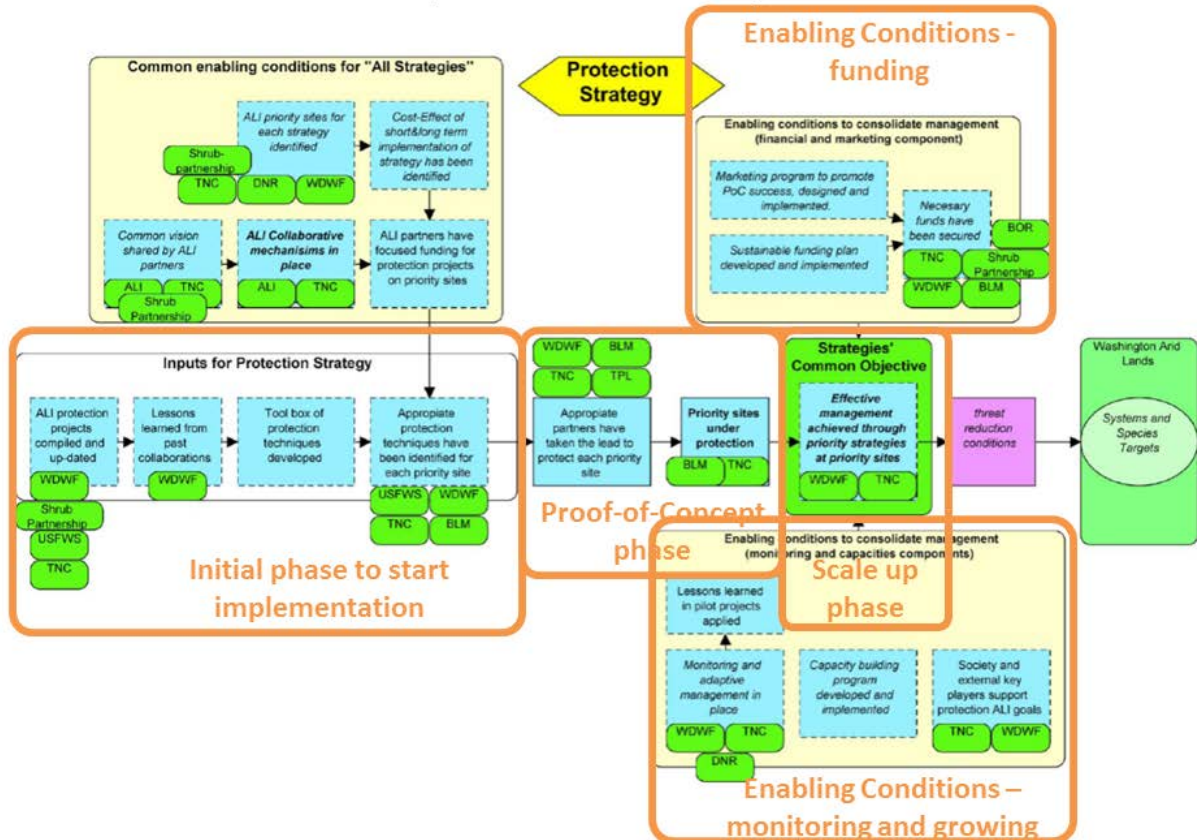 Common enabling conditions for "All Strategies"
ALI priority sites for
each strategy
identified
Cost-Effect of
short&long term
implementation of
strategy has been
identified
Shrub-
partnership
TNC
DNR
WDWF
Common vision
shared by ALI
partners
ALI Collaborative
mechanisims in
place
ALI partners have
focused funding for
protection projects
on priority sites
ALI
TNC
Shrub
Partnership
ALI
TNC
Protection
Strategy
Enabling Conditions -
funding
Enabling conditions to consolidate management
(financial and marketing component)
Marketing program to promote
PoC success, designed and
implemented.
Sustainable funding plan
developed and implemented
Necesary
funds have
been secured
BOR
TNC
Shrub
Partnership
WDWF
BLM
Inputs for Protection Strategy
ALI protection
projects
compiled and
up-dated
Lessons
learned from
past
collaborations
Tool box of
protection
techniques
developed
Appropiate
protection
techniques have
been identified for
each priority site
WDWF
Shrub
Partnership
USFWS
TNC
WDWF
USFWS
WDWF
TNC
BLM
Initial phase to start
implementation
WDWF
BLM
TNC
TPL
Appropiate
partners have
taken the lead to
protect each priority
site
Priority sites
under
protection
BLM
TNC
Proof-of-Concept
phase
Strategies'
Common Objective
Effective
management
achieved through
priority strategies
at priority sites
WDWF
TNC
threat
reduction
conditions
Washington Arid
Lands
Systems and
Species
Targets
Scale up
phase
Enabling conditions to consolidate management
(monitoring and capacities components)
Lessons learned
in pilot projects
applied
Monitoring and
adaptive
management in
place
Capacity building
program
developed and
implemented
Society and
external key
players support
protection ALI goals
WDWF
TNC
DNR
TNC
WDWF
Enabling Conditions –
monitoring and growing